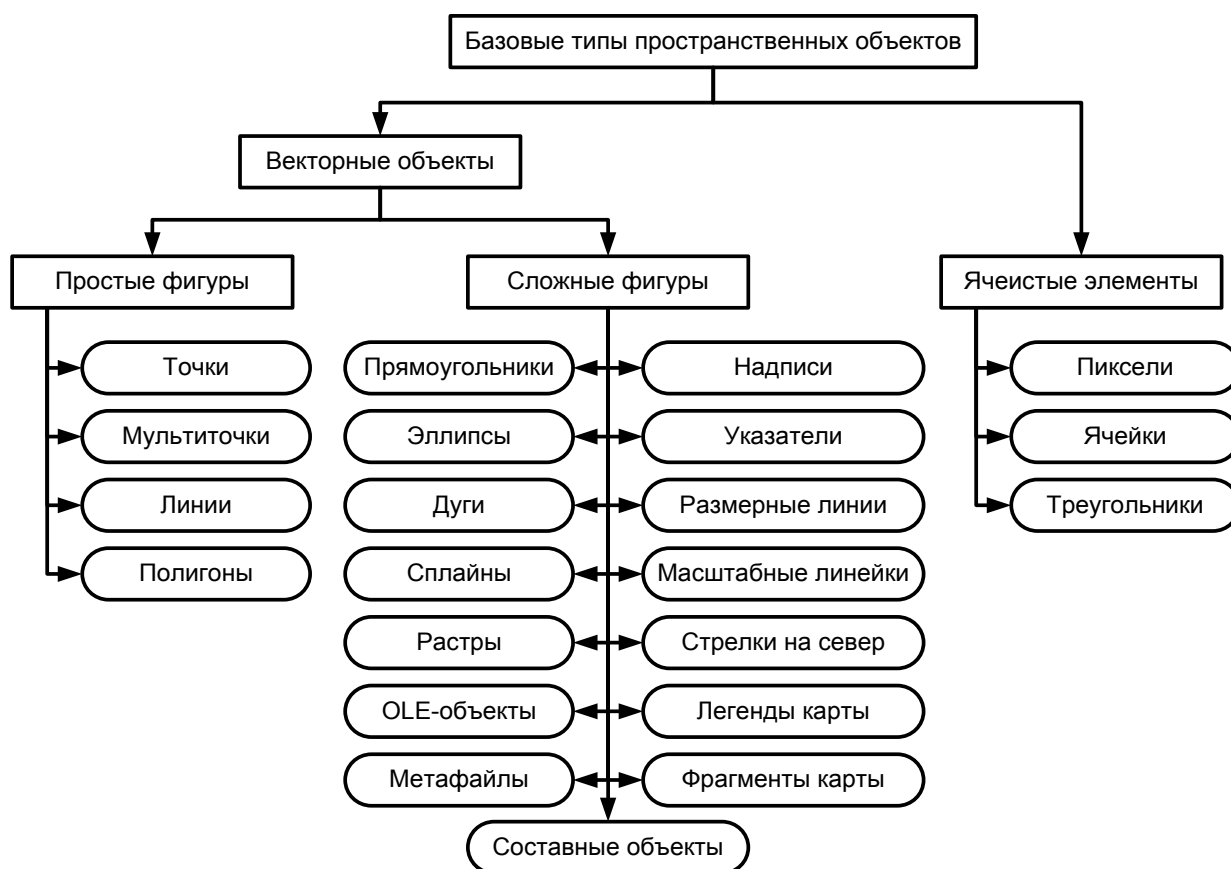 Базовые типы пространственных объектов
Векторные объекты
Простые фигуры
Сложные фигуры
Ячеистые элементы
Точки
Мультиточки
Линии
Полигоны
Прямоугольники
Эллипсы
Дуги
Сплайны
Растры
OLE-объекты
Метафайлы
Надписи
Указатели
Размерные линии
Масштабные линейки
Стрелки на север
Легенды карты
Фрагменты карты
Составные объекты
Пиксели
Ячейки
Треугольники